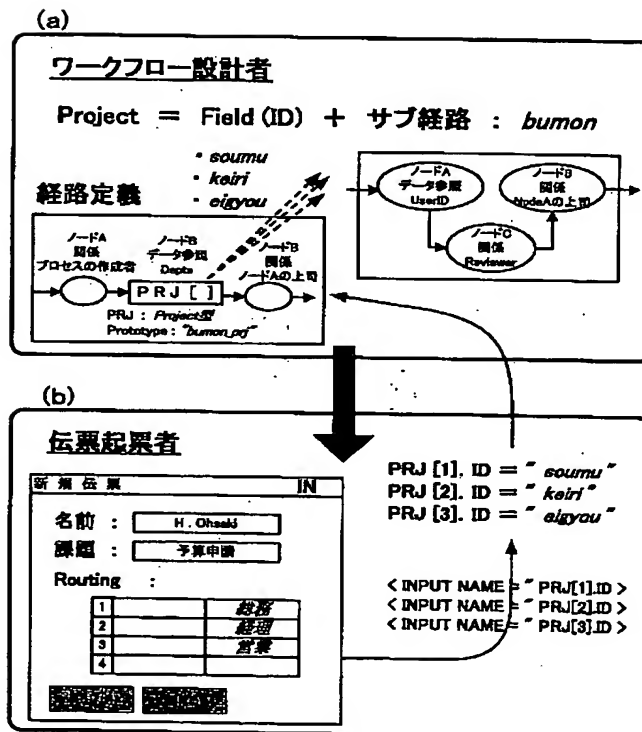 (a)
ワークフロー設計者
Project = Field (ID) + サブ経路 : bumon
・soumu
・keiri
・eigyou
経路定義
ノードA
関係
プロセスの作成者
ノードB
データ参照
Depts
ノードB
関係
ノードAの上司
PRJ [ ]
PRJ : Project型
Prototype : "bumon_prj"
ノードA
データ参照
UserID
ノードB
関係
NodeAの上司
ノードC
関係
Reviewer
(b)
伝票起票者
新規伝票 IN
名前 : H. Ohsaki
課題 : 予算申請
Routing :
1 総務
2 経理
3 営業
4
PRJ [1]. ID = " soumu "
PRJ [2]. ID = " keiri "
PRJ [3]. ID = " eigyou "
< INPUT NAME = " PRJ[1].ID >
< INPUT NAME = " PRJ[2].ID >
< INPUT NAME = " PRJ[3].ID >